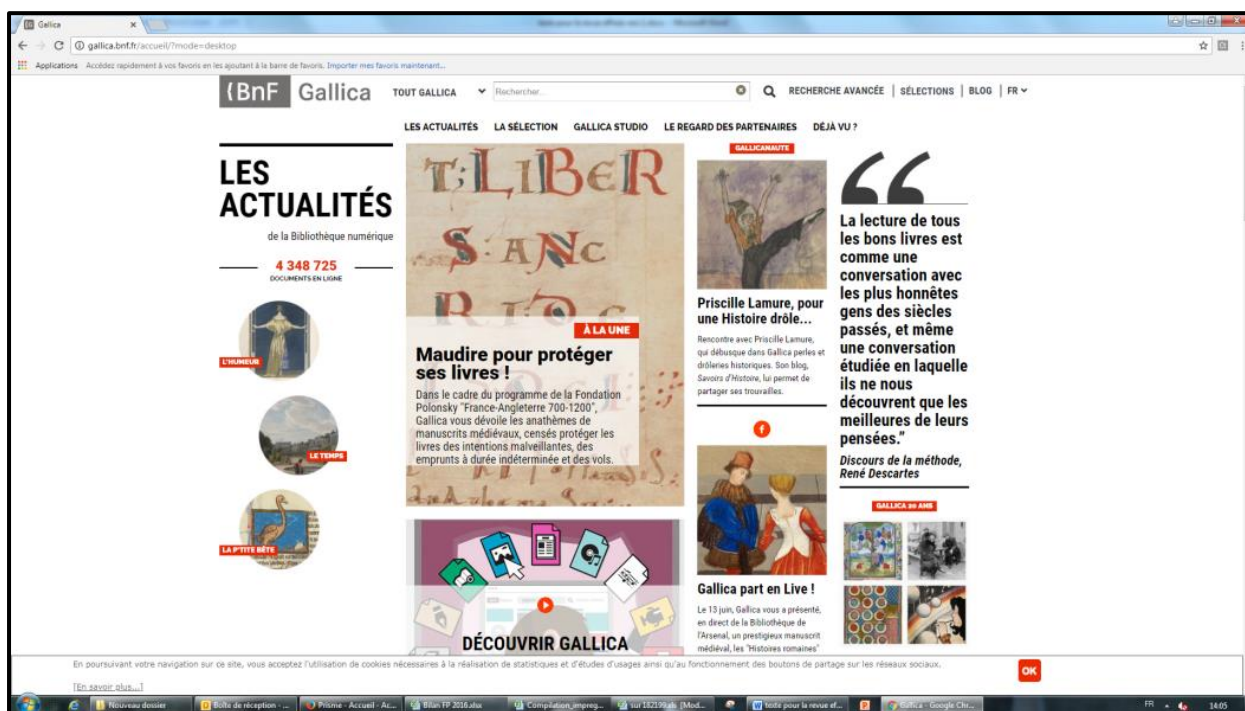 Gallica
gallica.bnf.fr/accueil/?mode=desktop
Applications Accédez rapidement à vos favoris en les ajoutant à la barre de favoris. Importer mes favoris maintenant...
{BnF Gallica TOUT GALLICA Rechercher... RECHERCHE AVANCÉE | SÉLECTIONS | BLOG | FR
LES ACTUALITÉS LA SÉLECTION GALLICA STUDIO LE REGARD DES PARTENAIRES DÉJÀ VU ?
LES
ACTUALITÉS
de la Bibliothèque numérique
4 348 725
DOCUMENTS EN LIGNE
L'HUMEUR
LE TEMPS
LA P'TITE BÊTE
T; LIBER
S: ANC
À LA UNE
Maudire pour protéger
ses livres !
Dans le cadre du programme de la Fondation
Polonsky "France-Angleterre 700-1200",
Gallica vous dévoile les anathèmes de
manuscrits médiévaux, censés protéger les
livres des intentions malveillantes, des
emprunts à durée indéterminée et des vols.
DÉCOUVRIR GALLICA
GALLICANAUTE
Priscille Lamure, pour
une Histoire drôle...
Rencontre avec Priscille Lamure,
qui débusque dans Gallica perles et
drôleries historiques. Son blog,
Savoirs d'Histoire, lui permet de
partager ses trouvailles.
f
Gallica part en Live !
Le 13 juin, Gallica vous a présenté,
en direct de la Bibliothèque de
l'Arsenal, un prestigieux manuscrit
médiéval, les "Histoires romaines"
“
La lecture de tous
les bons livres est
comme une
conversation avec
les plus honnêtes
gens des siècles
passés, et même
une conversation
étudiée en laquelle
ils ne nous
découvrent que les
meilleures de leurs
pensées.”
Discours de la méthode,
René Descartes
GALLICA 20 ANS
En poursuivant votre navigation sur ce site, vous acceptez l'utilisation de cookies nécessaires à la réalisation de statistiques et d'études d'usages ainsi qu'au fonctionnement des boutons de partage sur les réseaux sociaux.
OK
[En savoir plus...]
Nouveau dossier Boîte de réception - ... Prisme - Accueil - Ac... Bilan FP 2016.xlsx Compilation_impreg... sur 182199.xls [Mod... texte pour la revue ef... Gallica - Google Chr... FR 14:05